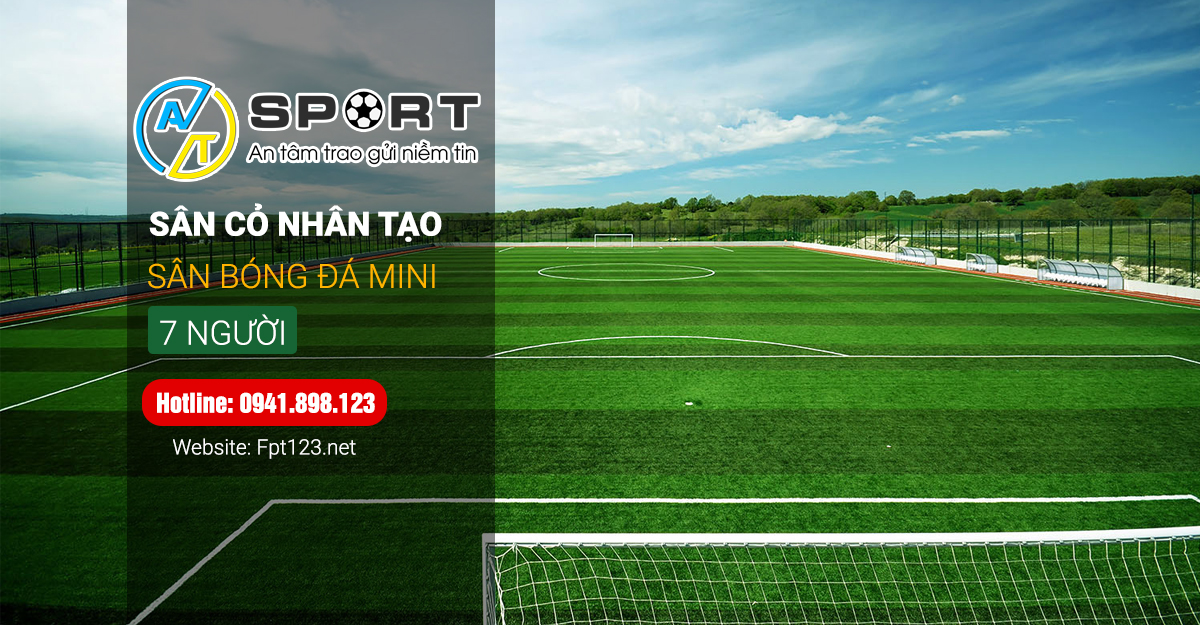 AVT SPORT
An tâm trao gửi niềm tin
SÂN CỎ NHÂN TẠO
SÂN BÓNG ĐÁ MINI
7 NGƯỜI
Hotline: 0941.898.123
Website: Fpt123.net